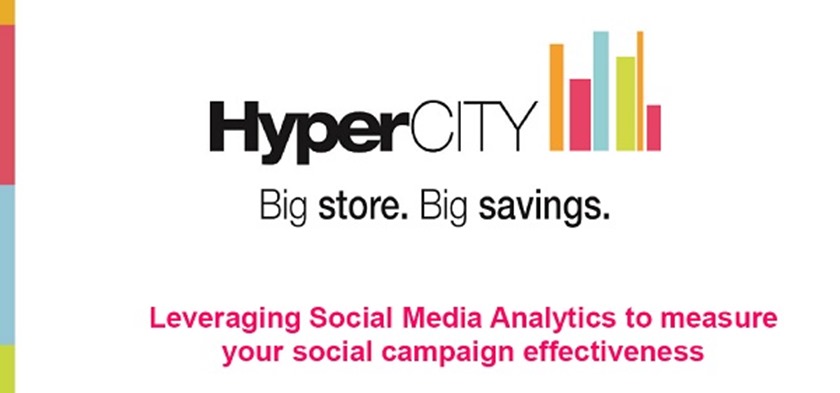 HyperCITY
Big store. Big savings.
Leveraging Social Media Analytics to measure
your social campaign effectiveness